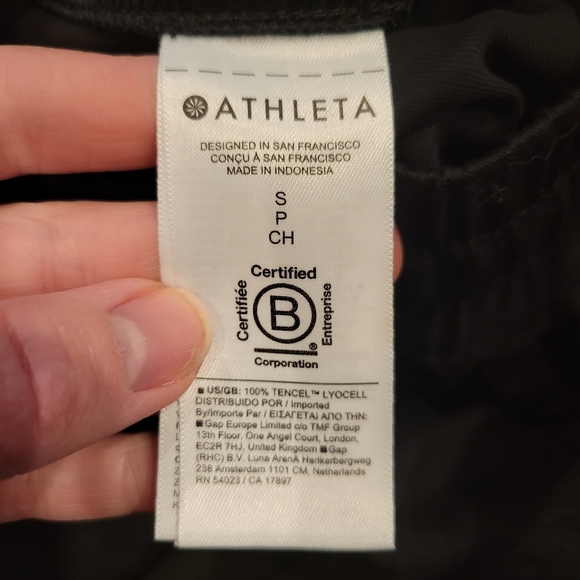 ATHLETA
DESIGNED IN SAN FRANCISCO
CONÇU À SAN FRANCISCO
MADE IN INDONESIA
S
P
CH
Certified
Certifiée
B
Entreprise
®
Corporation
US/GB: 100% TENCEL™ LYOCELL
DISTRIBUIDO POR / Imported
By/Importe Par / ΕΙΣΑΓΕΤΑΙ ΑΠΟ ΤΗΝ:
Gap Europe Limited c/o TMF Group
13th Floor, One Angel Court, London,
EC2R 7HJ, United Kingdom Gap
(RHC) B.V. Luna ArenA Herikerbergweg
238 Amsterdam 1101 CM, Netherlands
RN 54023 / CA 17897